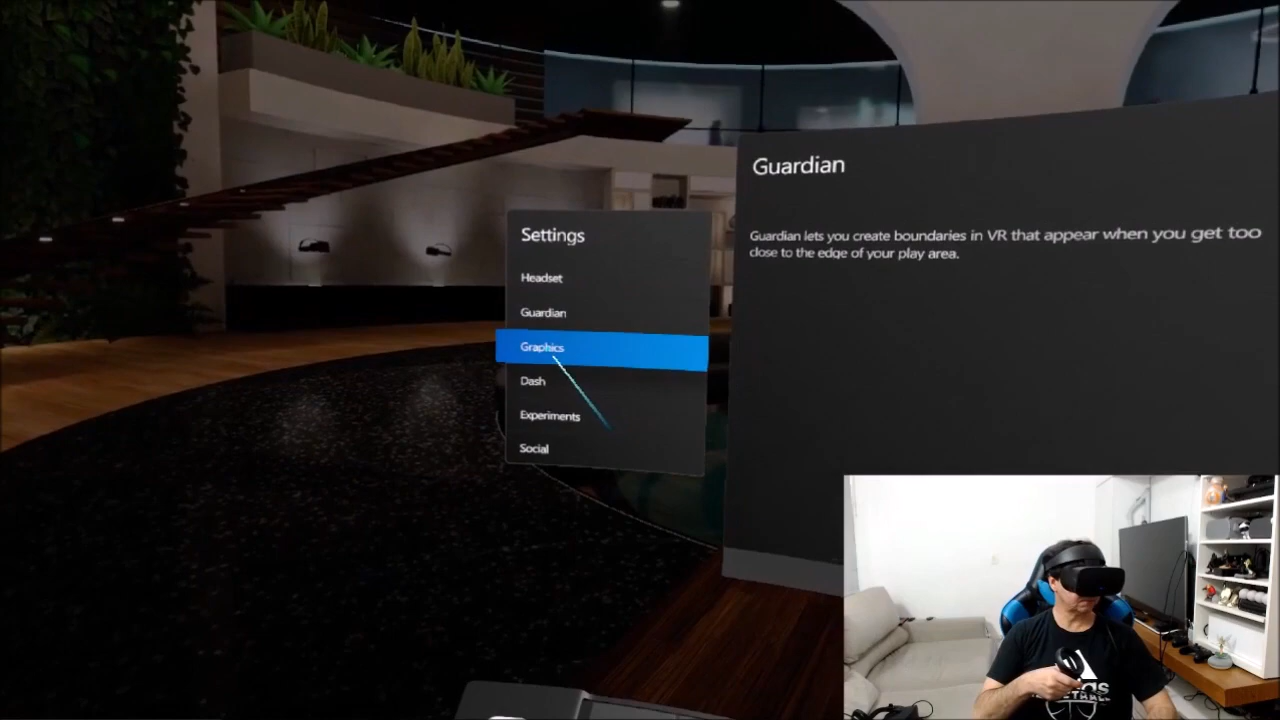 Guardian
Guardian lets you create boundaries in VR that appear when you get too
close to the edge of your play area.
Settings
Headset
Guardian
Graphics
Dash
Experiments
Social